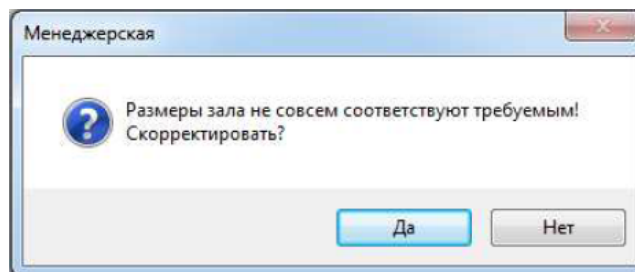 Менеджерская
Размеры зала не совсем соответствуют требуемым!
Скорректировать?
Да
Нет